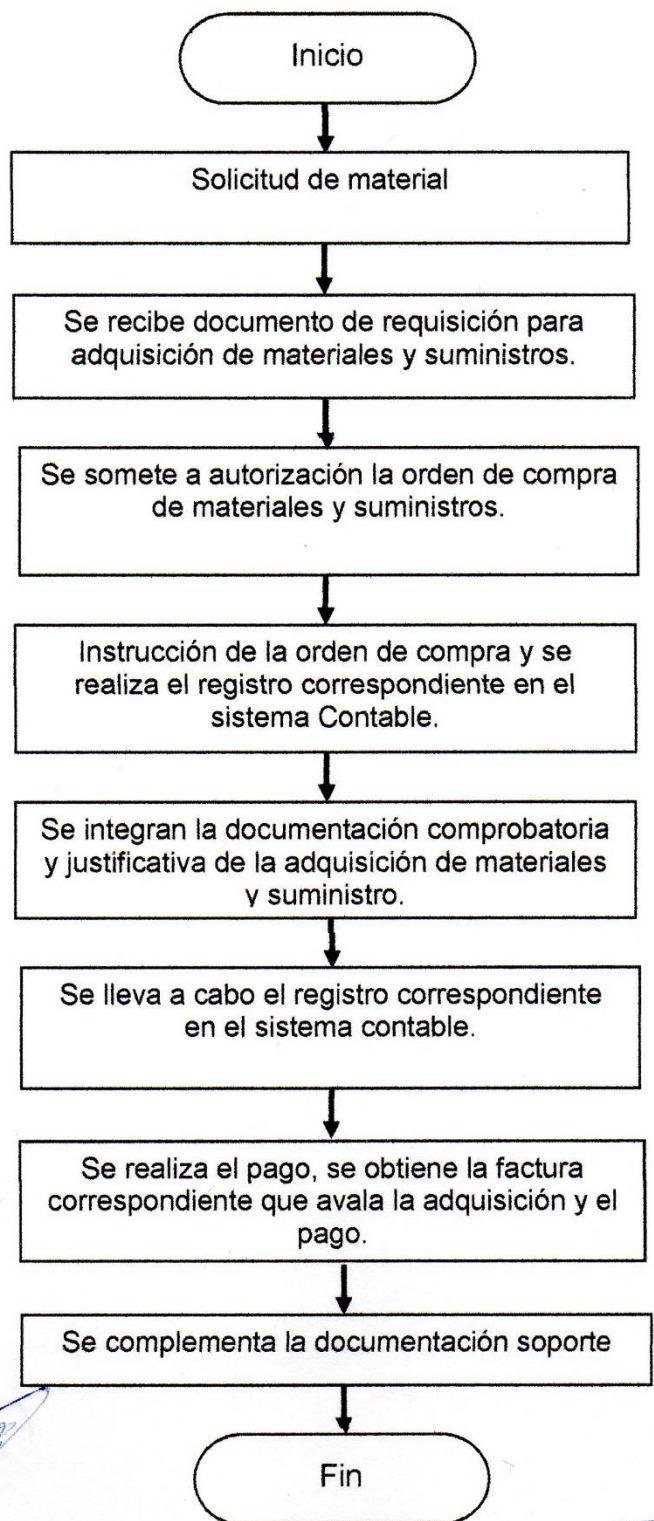 Inicio
Solicitud de material
Se recibe documento de requisición para
adquisición de materiales y suministros.
Se somete a autorización la orden de compra
de materiales y suministros.
Instrucción de la orden de compra y se
realiza el registro correspondiente en el
sistema Contable.
Se integran la documentación comprobatoria
y justificativa de la adquisición de materiales
y suministro.
Se lleva a cabo el registro correspondiente
en el sistema contable.
Se realiza el pago, se obtiene la factura
correspondiente que avala la adquisición y el
pago.
Se complementa la documentación soporte
Fin